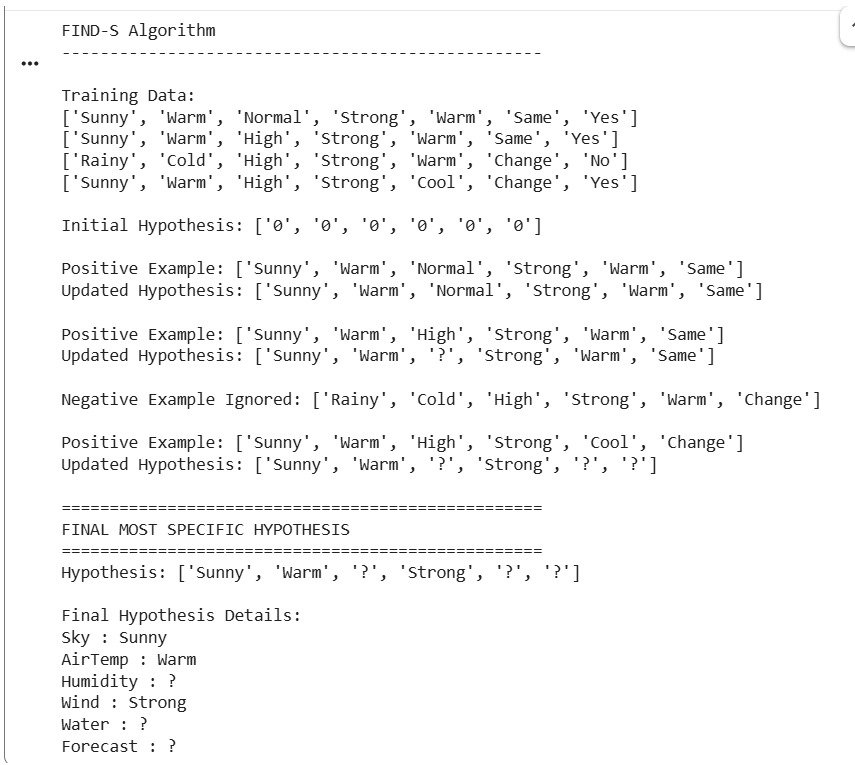 FIND-S Algorithm
--------------------------------------------------
Training Data:
['Sunny', 'Warm', 'Normal', 'Strong', 'Warm', 'Same', 'Yes']
['Sunny', 'Warm', 'High', 'Strong', 'Warm', 'Same', 'Yes']
['Rainy', 'Cold', 'High', 'Strong', 'Warm', 'Change', 'No']
['Sunny', 'Warm', 'High', 'Strong', 'Cool', 'Change', 'Yes']
Initial Hypothesis: ['0', '0', '0', '0', '0', '0']
Positive Example: ['Sunny', 'Warm', 'Normal', 'Strong', 'Warm', 'Same']
Updated Hypothesis: ['Sunny', 'Warm', 'Normal', 'Strong', 'Warm', 'Same']
Positive Example: ['Sunny', 'Warm', 'High', 'Strong', 'Warm', 'Same']
Updated Hypothesis: ['Sunny', 'Warm', '?', 'Strong', 'Warm', 'Same']
Negative Example Ignored: ['Rainy', 'Cold', 'High', 'Strong', 'Warm', 'Change']
Positive Example: ['Sunny', 'Warm', 'High', 'Strong', 'Cool', 'Change']
Updated Hypothesis: ['Sunny', 'Warm', '?', 'Strong', '?', '?']
==================================================
FINAL MOST SPECIFIC HYPOTHESIS
==================================================
Hypothesis: ['Sunny', 'Warm', '?', 'Strong', '?', '?']
Final Hypothesis Details:
Sky : Sunny
AirTemp : Warm
Humidity : ?
Wind : Strong
Water : ?
Forecast : ?